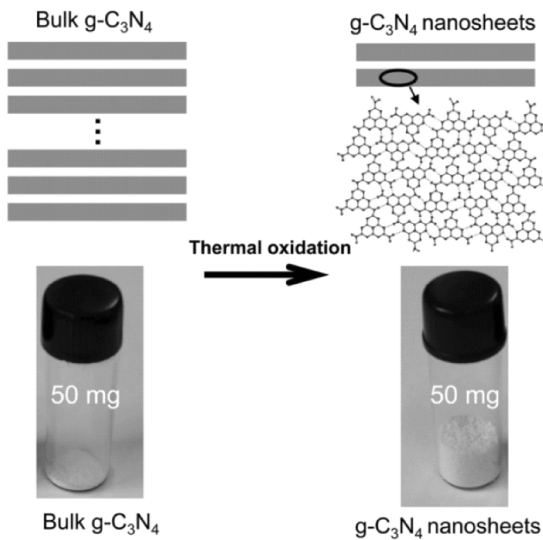 Bulk g-C₃N₄
g-C₃N₄ nanosheets
Thermal oxidation
50 mg
50 mg
Bulk g-C₃N₄
g-C₃N₄ nanosheets